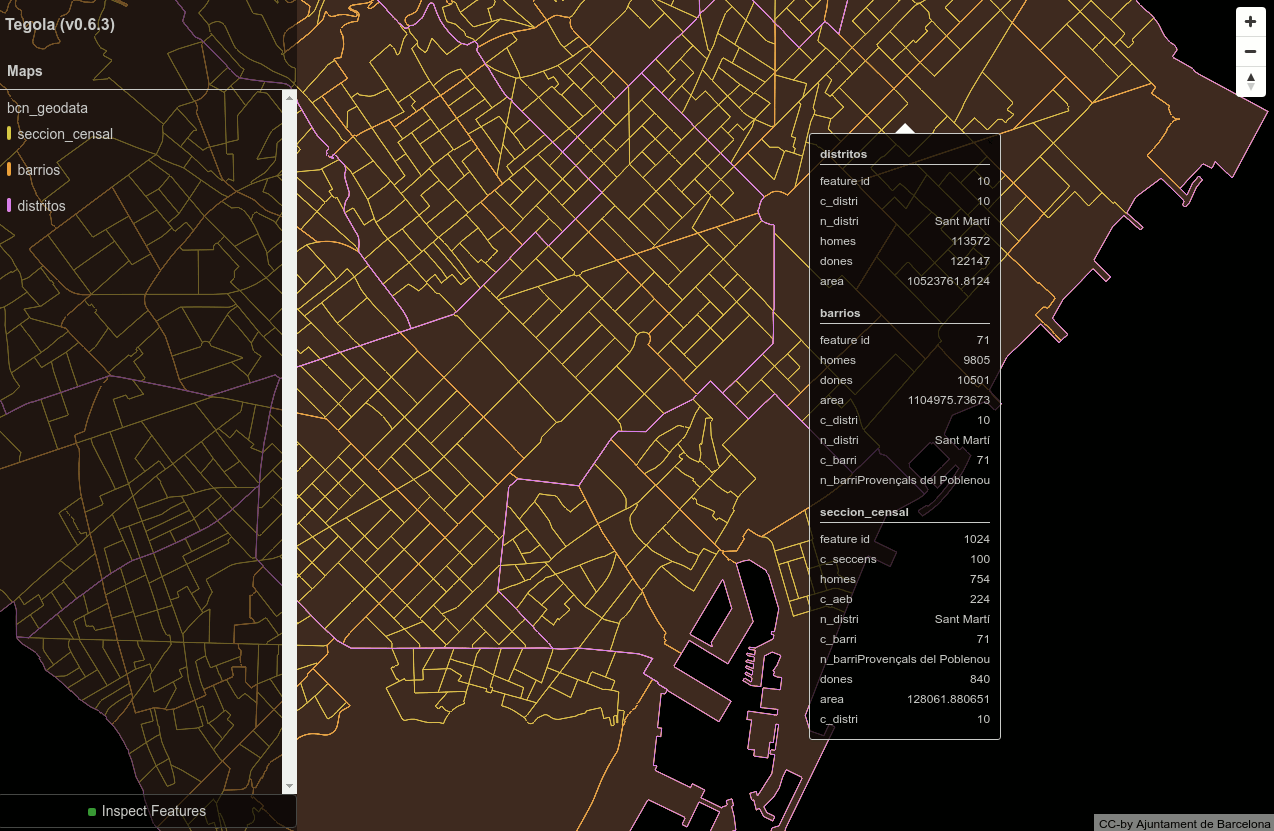 Tegola (v0.6.3)
Maps
bcn_geodata
seccion_censal
barrios
distritos
Inspect Features
distritos
feature id 10
c_distri 10
n_distri Sant Martí
homes 113572
dones 122147
area 10523761.8124
barrios
feature id 71
homes 9805
dones 10501
area 1104975.73673
c_distri 10
n_distri Sant Martí
c_barri 71
n_barriProvençals del Poblenou
seccion_censal
feature id 1024
c_seccens 100
homes 754
c_aeb 224
n_distri Sant Martí
c_barri 71
n_barriProvençals del Poblenou
dones 840
area 128061.880651
c_distri 10
CC-by Ajuntament de Barcelona